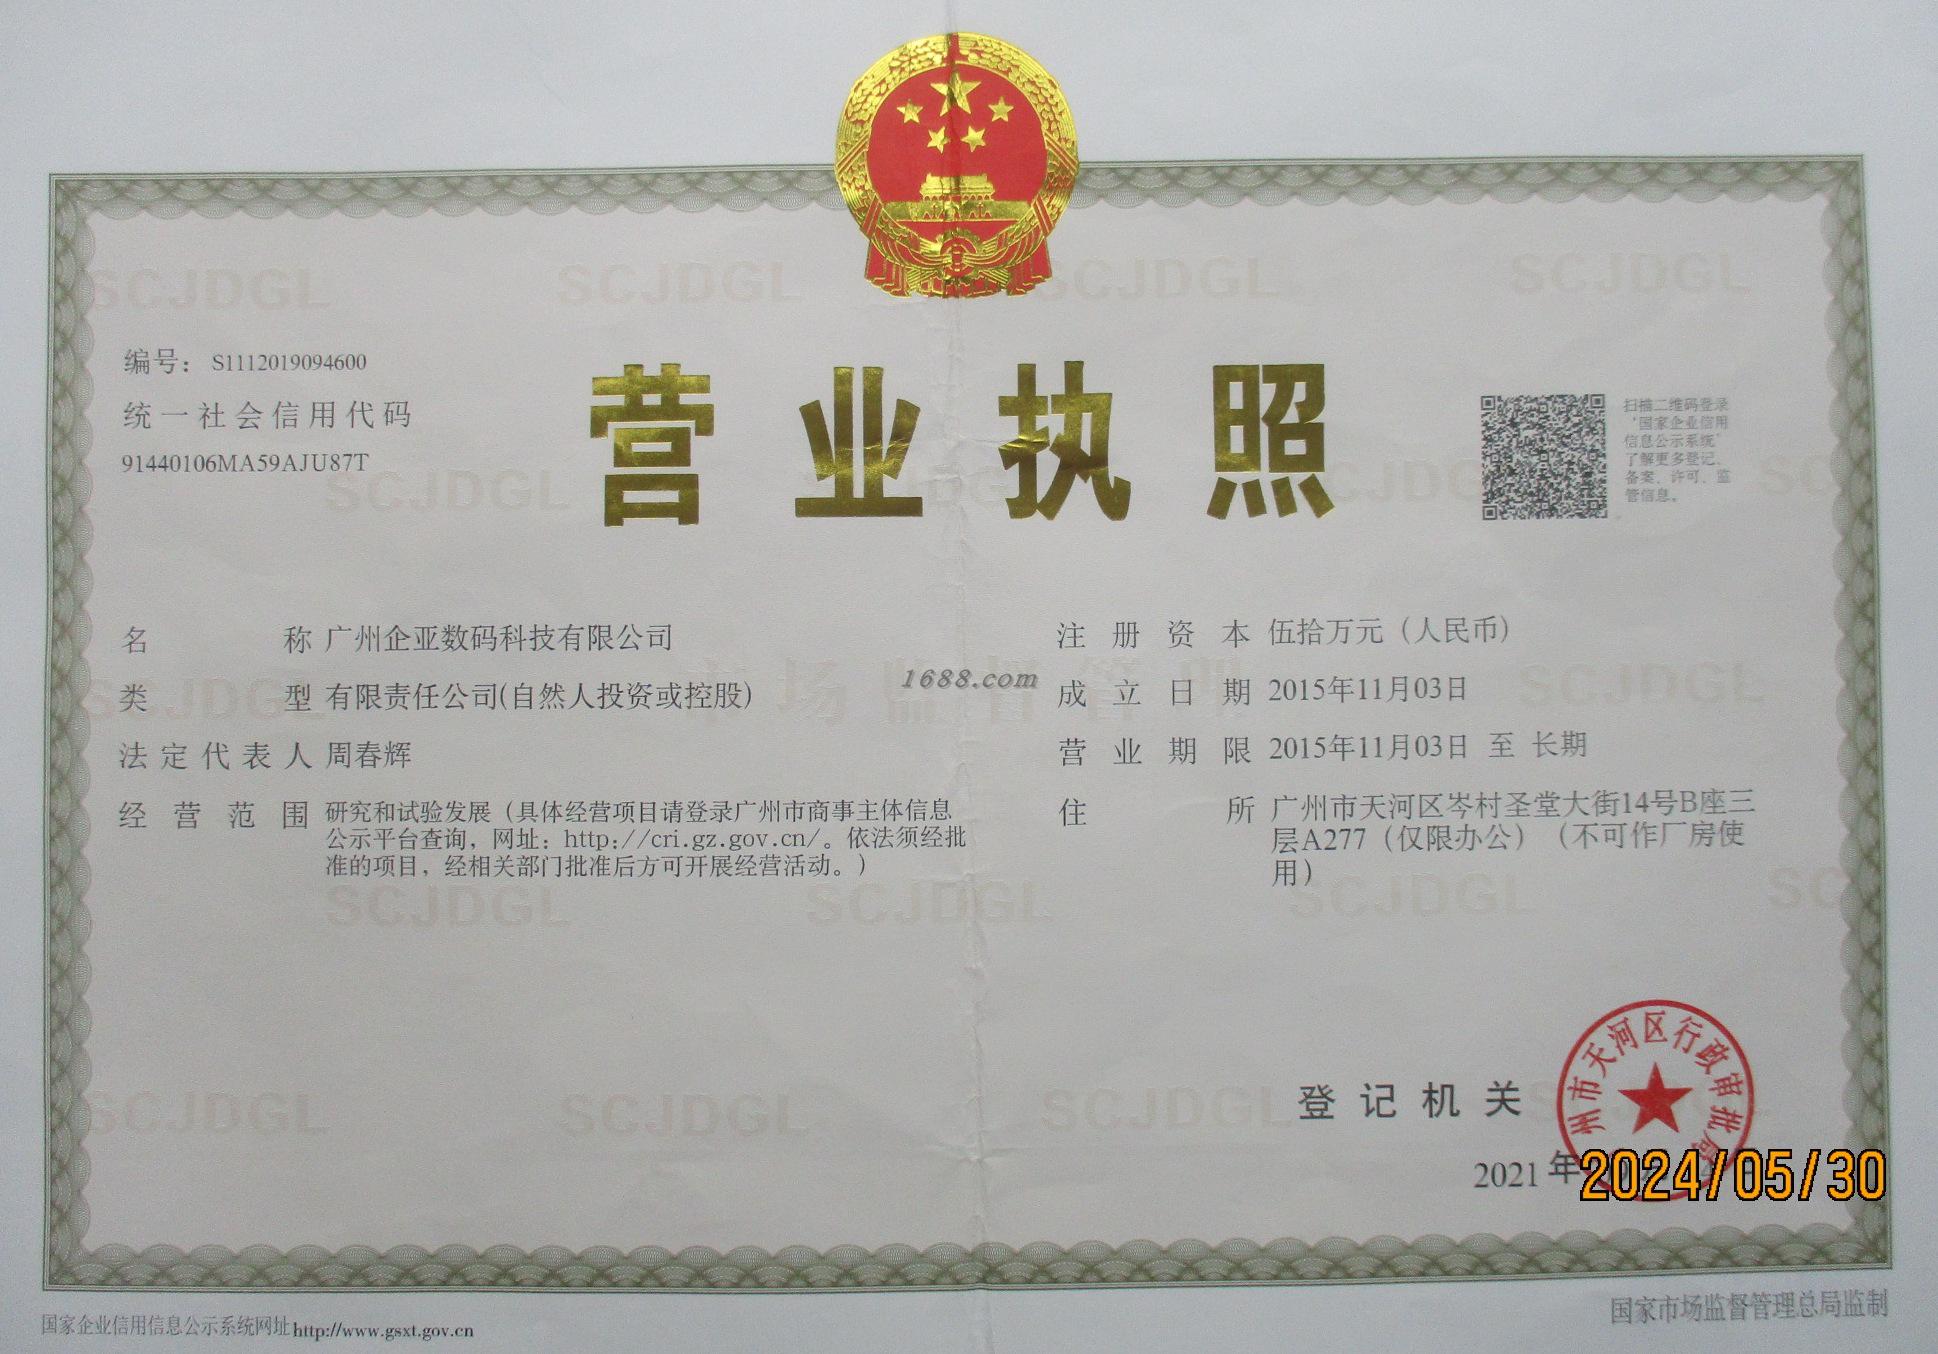 编号： S1112019094600
统一社会信用代码
91440106MA59AJU87T
营业执照
扫描二维码登录
‘国家企业信用
信息公示系统’
了解更多登记、
备案、许可、监
管信息。
名称 广州企亚数码科技有限公司
类型 有限责任公司(自然人投资或控股)
法定代表人 周春辉
经营范围 研究和试验发展（具体经营项目请登录广州市商事主体信息
公示平台查询，网址：http://cri.gz.gov.cn/。依法须经批
准的项目，经相关部门批准后方可开展经营活动。）
1688.com
注册资本 伍拾万元（人民币）
成立日期 2015年11月03日
营业期限 2015年11月03日 至 长期
住所 广州市天河区岑村圣堂大街14号B座三
层A277（仅限办公）（不可作厂房使
用）
登记机关
州市天河区行政审批局
2021 年
2024/05/30
国家企业信用信息公示系统网址http://www.gsxt.gov.cn
国家市场监督管理总局监制
SCJDGL
市场监督管理